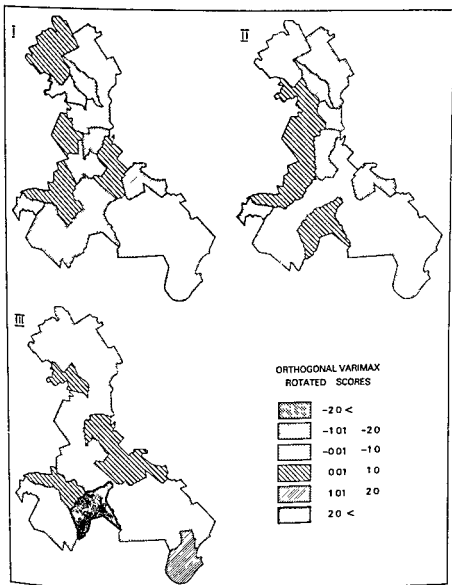 I
II
III
ORTHOGONAL VARIMAX
ROTATED SCORES
-20 <
-101 -20
-001 -10
001 10
101 20
20 <